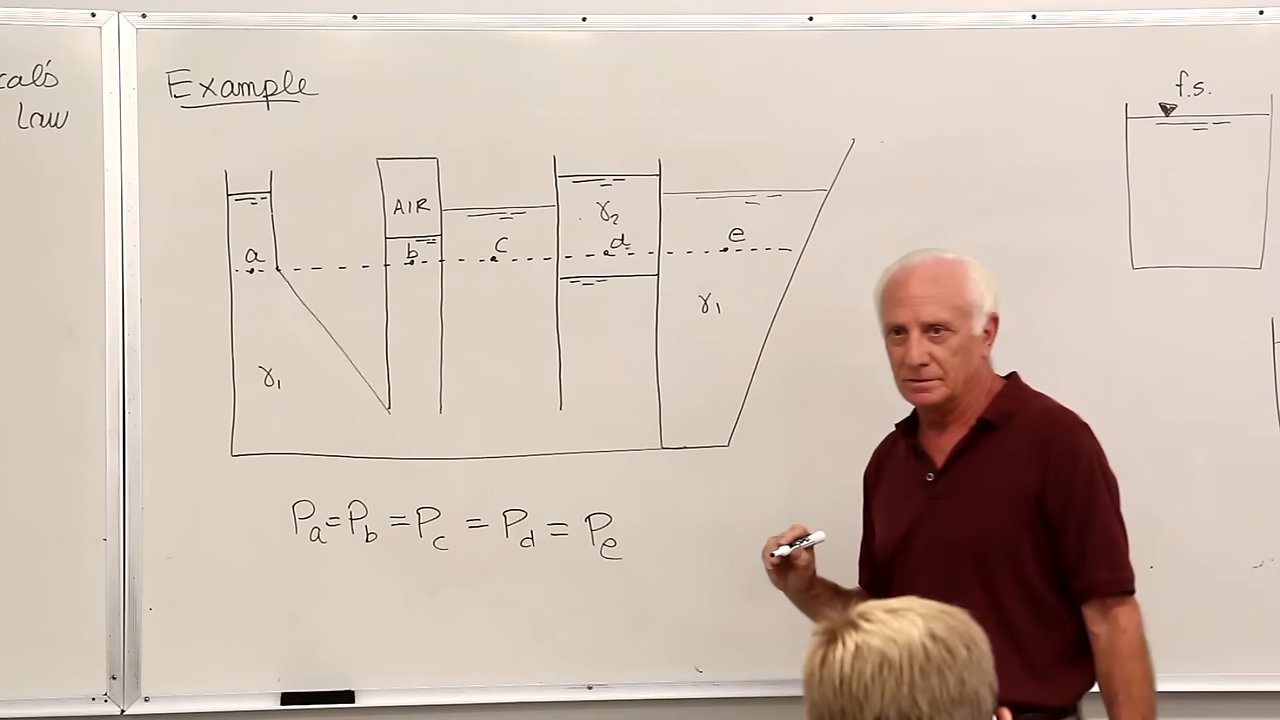 cal's
law
Example
f.s.
AIR
γ₂
a
b
c
d
e
γ₁
γ₁
Pa=Pb=Pc=Pd=Pe